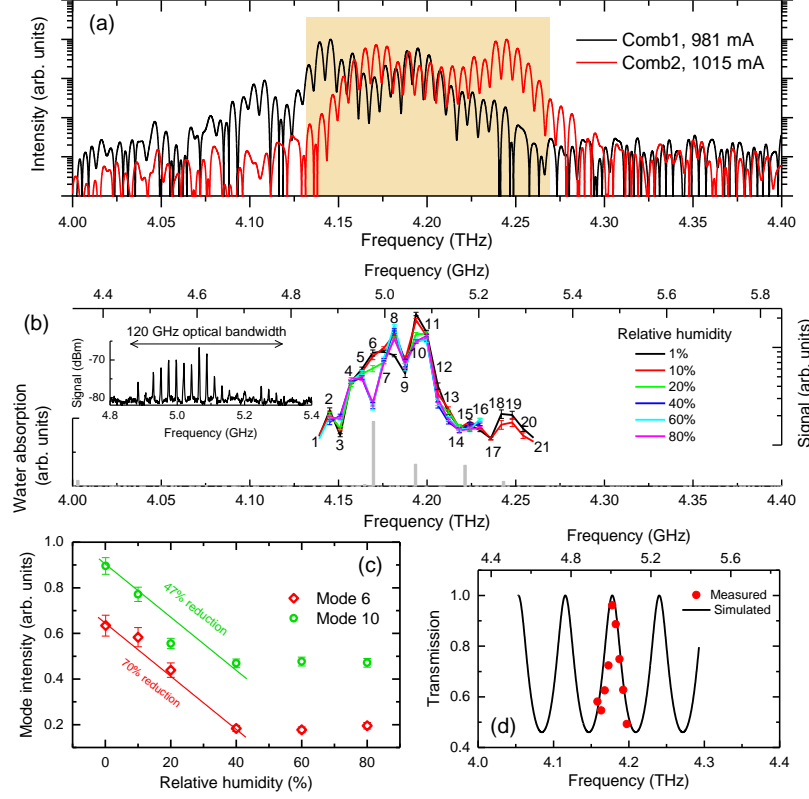 (a)
Comb1, 981 mA
Comb2, 1015 mA
Intensity (arb. units)
4.00 4.05 4.10 4.15 4.20 4.25 4.30 4.35 4.40
Frequency (THz)
Frequency (GHz)
4.4 4.6 4.8 5.0 5.2 5.4 5.6 5.8
(b)
120 GHz optical bandwidth
Signal (dBm)
-70
-80
4.8 5.0 5.2 5.4
Frequency (GHz)
1 2 3 4 5 6 7 8 9 10 11 12 13 14 15 16 17 18 19 20 21
Relative humidity
1%
10%
20%
40%
60%
80%
Signal (arb. units)
Water absorption
(arb. units)
4.00 4.05 4.10 4.15 4.20 4.25 4.30 4.35 4.40
Frequency (THz)
(c)
Mode intensity (arb. units)
1.0
0.8
0.6
0.4
0.2
47% reduction
70% reduction
Mode 6
Mode 10
0 20 40 60 80
Relative humidity (%)
Frequency (GHz)
4.6 4.8 5.0 5.2 5.4 5.6
Measured
Simulated
Transmission
1.0
0.8
0.6
0.4
(d)
4.0 4.1 4.2 4.3 4.4
Frequency (THz)